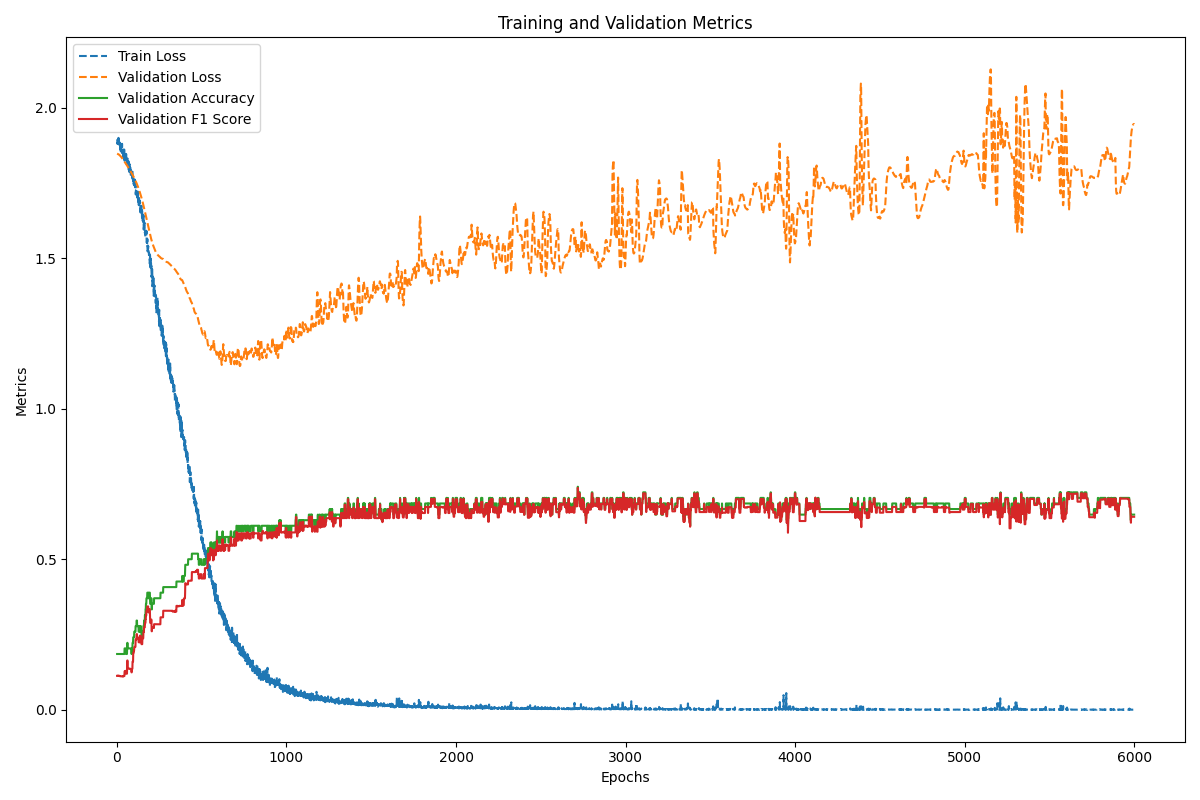 Training and Validation Metrics
Train Loss
Validation Loss
Validation Accuracy
Validation F1 Score
Metrics
2.0
1.5
1.0
0.5
0.0
0
1000
2000
3000
4000
5000
6000
Epochs